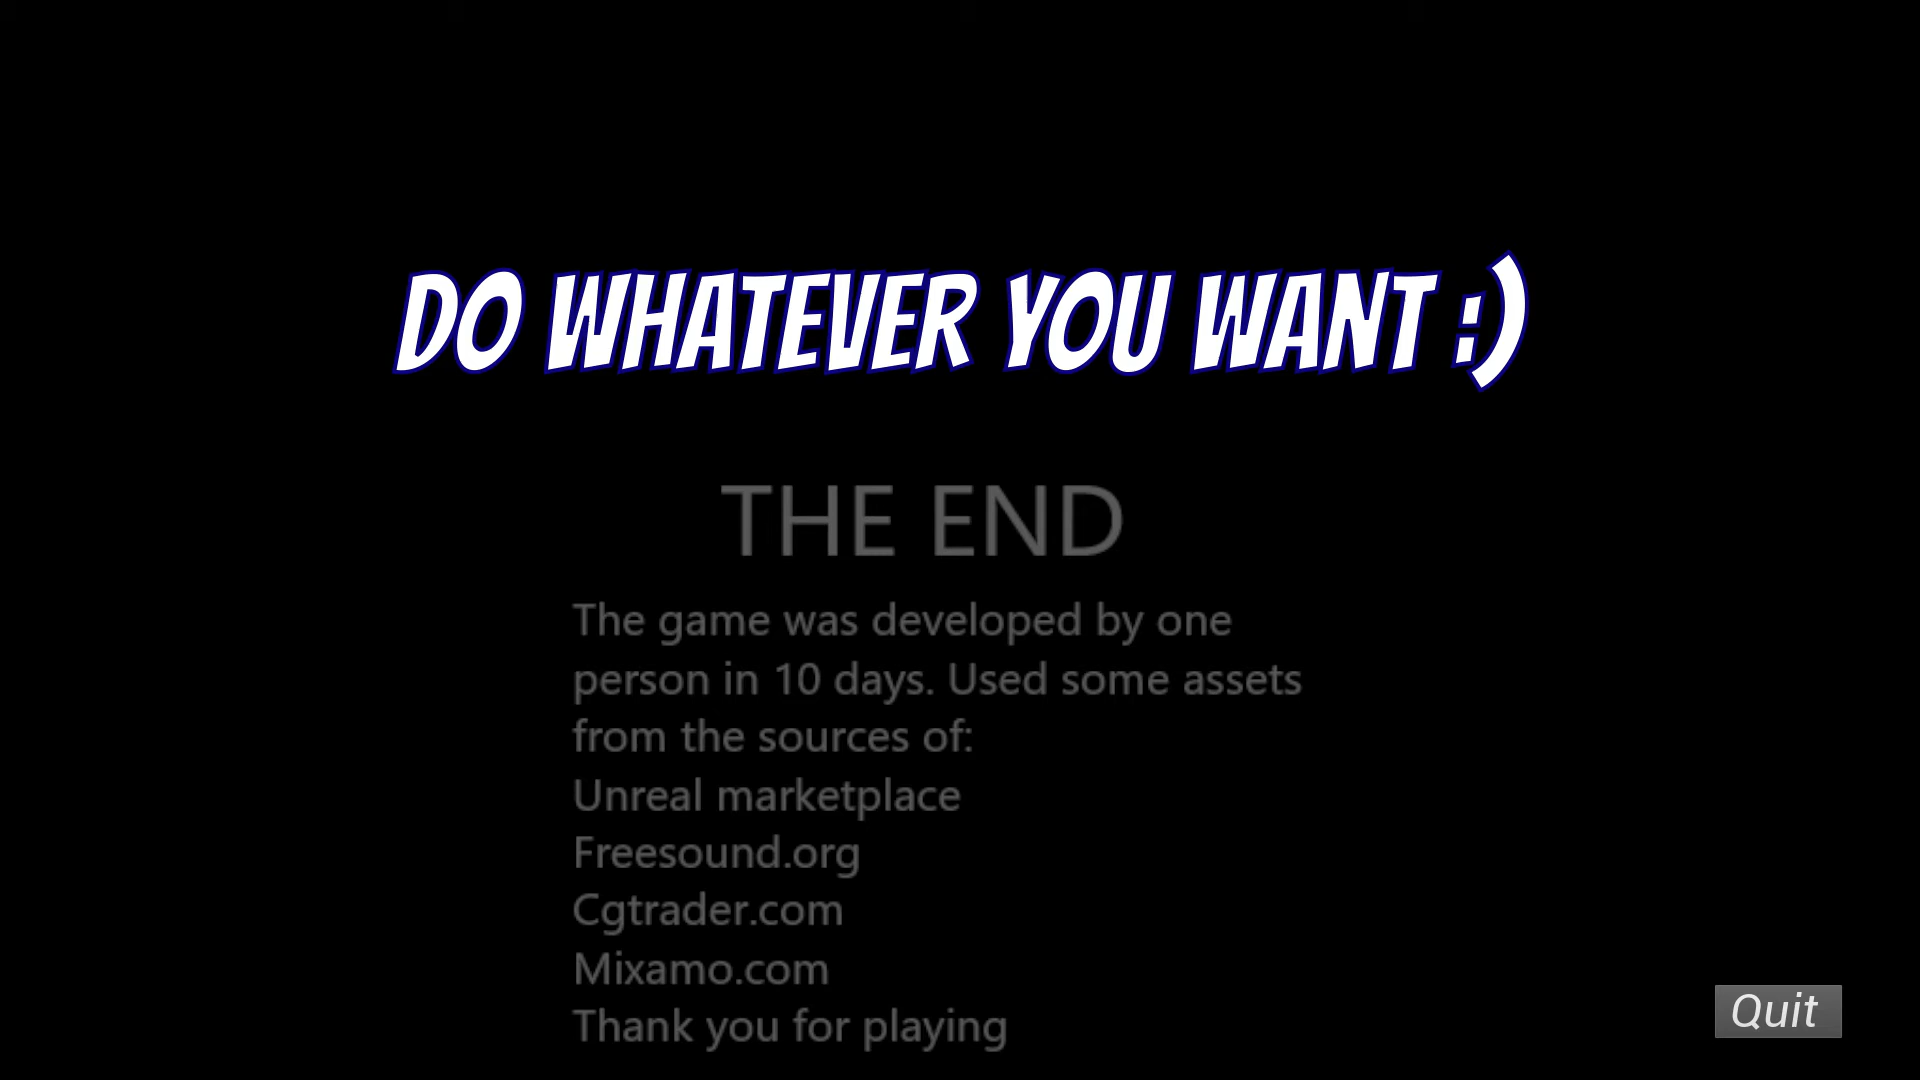 DO WHATEVER YOU WANT :)
THE END
The game was developed by one
person in 10 days. Used some assets
from the sources of:
Unreal marketplace
Freesound.org
Cgtrader.com
Mixamo.com
Thank you for playing
Quit